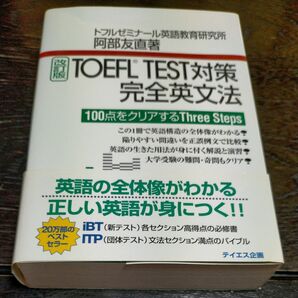 トフルゼミナール英語教育研究所
阿部友直著
改訂版
TOEFL TEST対策
完全英文法
100点をクリアするThree Steps
この1冊で英語構造の全体像がわかる
陥りやすい間違いを正誤例文で比較
英語の生きた用法が身に付く解説と演習
大学受験の難問・奇問もクリア
英語の全体像がわかる
正しい英語が身につく!!
20万部の
ベスト
セラー
iBT(新テスト)各セクション高得点の必修書
ITP(団体テスト)文法セクション満点のバイブル
テイエス企画